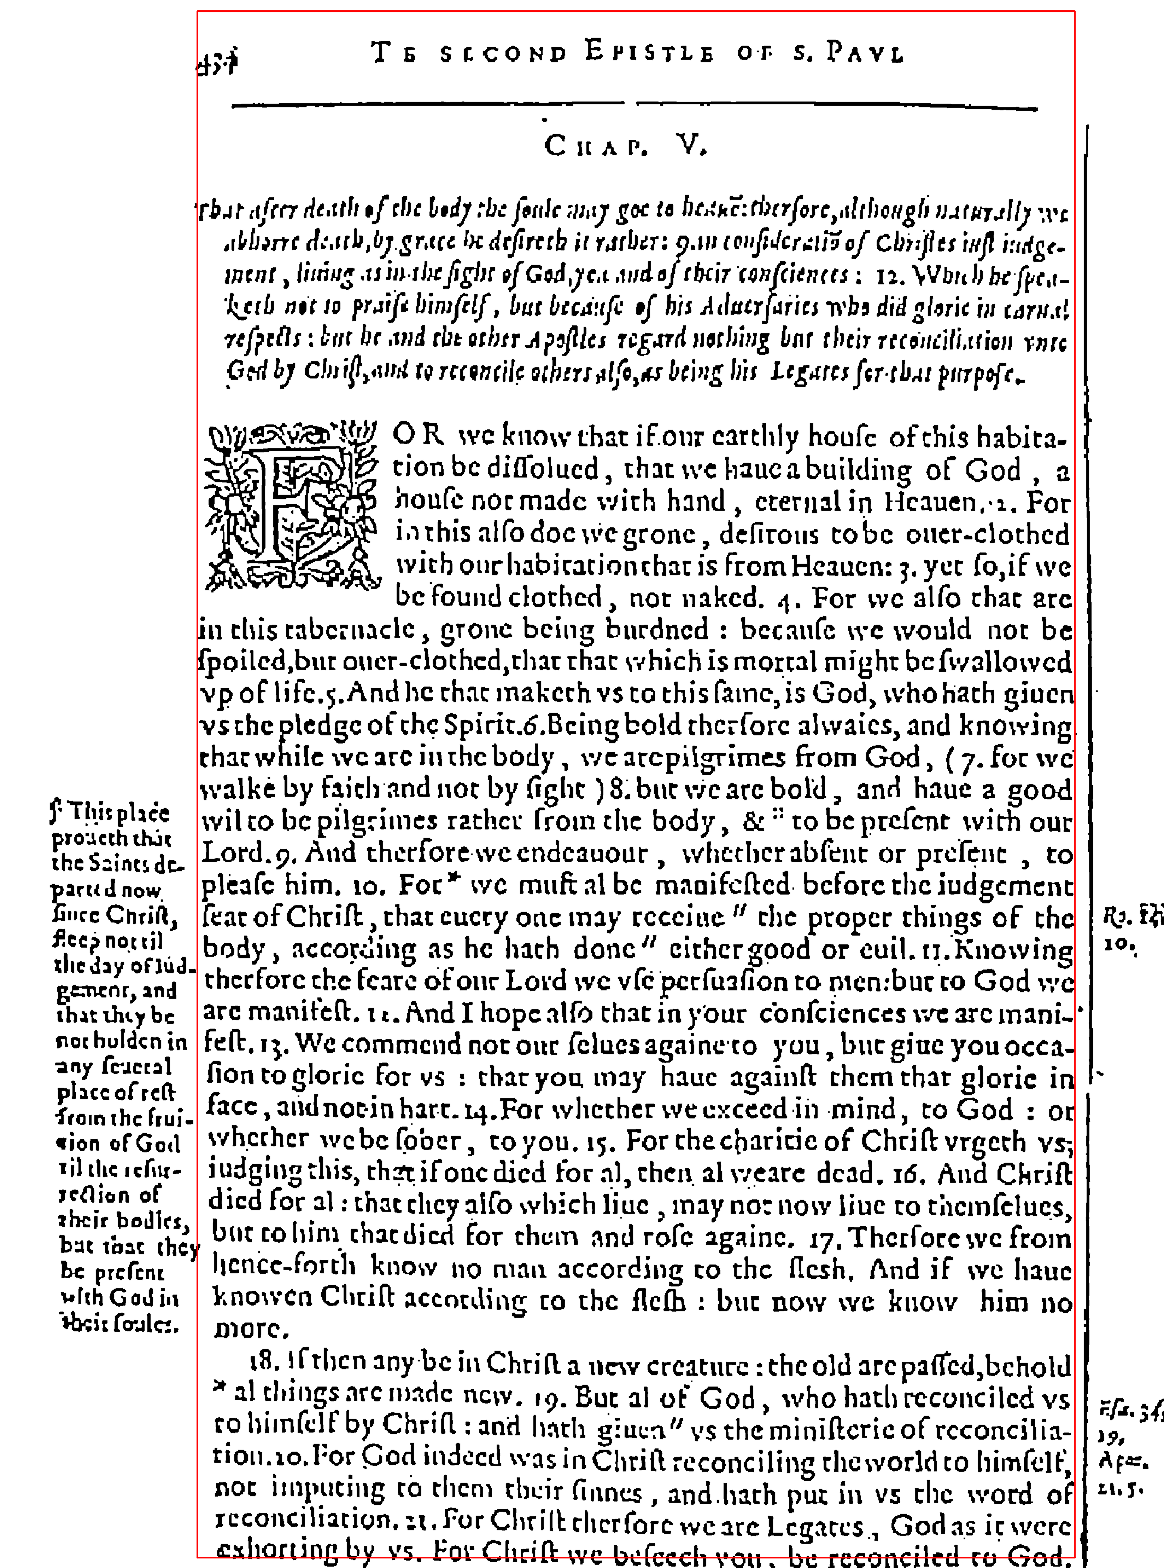 434
TE SECOND EPISTLE OF S. PAVL
CHAP. V.
That after death of the body the soule may goe to heauē: therfore, although naturally we
abhorre death, by grace he desireth it rather: 9. in consideratiō of Christes iust iudge-
ment, liuing as in the sight of God, yea and of their consciences: 12. Which he spea-
keth not to praise himself, but because of his Aduersaries who did glorie in carnal
respects: but he and the other Apostles regard nothing but their reconciliation vnto
God by Christ, and to reconcile others also, as being his Legates for that purpose.
FOR we know that if our earthly house of this habita-
tion be dissolued, that we haue a building of God, a
house not made with hand, eternal in Heauen. 2. For
in this also doe we grone, desirous to be ouer-clothed
with our habitation that is from Heauen: 3. yet so, if we
be found clothed, not naked. 4. For we also that are
in this tabernacle, grone being burdned: because we would not be
spoiled, but ouer-clothed, that that which is mortal might be swallowed
vp of life. 5. And he that maketh vs to this same, is God, who hath giuen
vs the pledge of the Spirit. 6. Being bold therfore alwaies, and knowing
that while we are in the body, we are pilgrimes from God, (7. for we
walke by faith and not by sight) 8. but we are bold, and haue a good
wil to be pilgrimes rather from the body, & :: to be present with our
Lord. 9. And therfore we endeauour, whether absent or present, to
please him. 10. For * we must al be manifested before the iudgement
seat of Christ, that euery one may receiue " the proper things of the
body, according as he hath done " either good or euil. 11. Knowing
therfore the feare of our Lord we vse persuasion to men: but to God we
are manifest. 12. And I hope also that in your consciences we are mani-
fest. 13. We commend not our selues againe to you, but giue you occa-
sion to glorie for vs: that you may haue against them that glorie in
face, and not in hart. 14. For whether we exceed in mind, to God: or
whether we be sober, to you. 15. For the charitie of Christ vrgeth vs;
iudging this, that if one died for al, then al weare dead. 16. And Christ
died for al: that they also which liue, may not now liue to themselues,
but to him that died for them and rose againe. 17. Therfore we from
hence-forth know no man according to the flesh. And if we haue
knowen Christ according to the flesh: but now we know him no
more.
18. If then any be in Christ a new creature: the old are passed, behold
* al things are made new. 19. But al of God, who hath reconciled vs
to himself by Christ: and hath giuen " vs the ministerie of reconcilia-
tion. 20. For God indeed was in Christ reconciling the world to himself,
not imputing to them their sinnes, and hath put in vs the word of
reconciliation. 21. For Christ therfore we are Legates, God as it were
exhorting by vs. For Christ we beseech you, be reconciled to God.
This place
proueth that
the Saints de-
parted now
since Christ,
sleep not til
the day of Iud-
gement, and
that they be
not holden in
any seueral
place of rest
from the frui-
tion of God
til the resur-
rection of
their bodies,
but that they
be present
with God in
their soules.
Ro.
10.
Esa.
19.
Apoc.
21. 5.